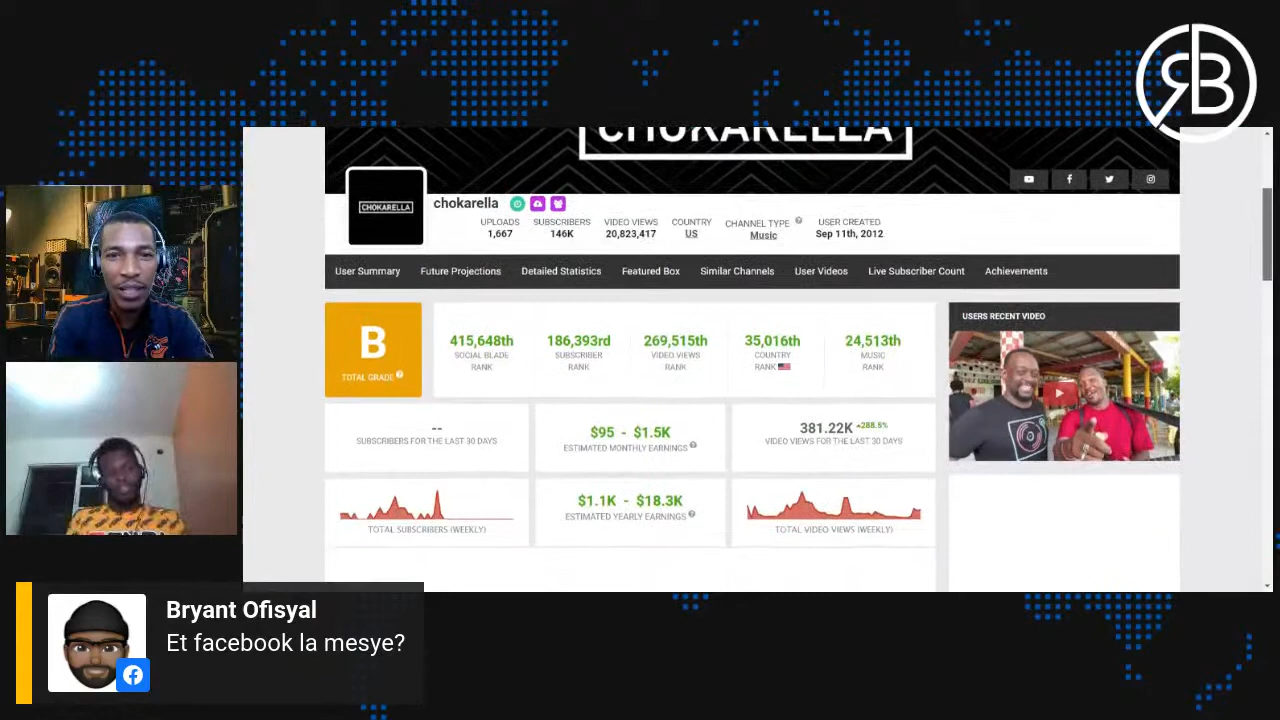 RB
CHOKARELLA
CHOKARELLA
chokarella
UPLOADS
1,667
SUBSCRIBERS
146K
VIDEO VIEWS
20,823,417
COUNTRY
US
CHANNEL TYPE
Music
USER CREATED
Sep 11th, 2012
User Summary Future Projections Detailed Statistics Featured Box Similar Channels User Videos Live Subscriber Count Achievements
B
TOTAL GRADE
415,648th
SOCIAL BLADE
RANK
186,393rd
SUBSCRIBER
RANK
269,515th
VIDEO VIEWS
RANK
35,016th
COUNTRY
RANK
24,513th
MUSIC
RANK
USERS RECENT VIDEO
--
SUBSCRIBERS FOR THE LAST 30 DAYS
$95 - $1.5K
ESTIMATED MONTHLY EARNINGS
381.22K 288.5%
VIDEO VIEWS FOR THE LAST 30 DAYS
TOTAL SUBSCRIBERS (WEEKLY)
$1.1K - $18.3K
ESTIMATED YEARLY EARNINGS
TOTAL VIDEO VIEWS (WEEKLY)
Bryant Ofisyal
Et facebook la mesye?